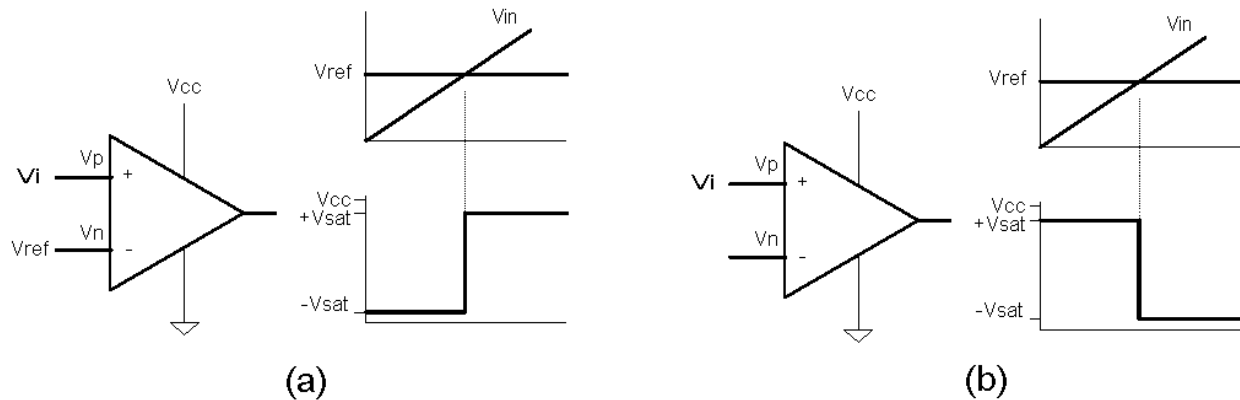 Vin
Vref
Vcc
Vp
Vi
+
Vn
Vref
-
Vcc
+Vsat
-Vsat
(a)
Vin
Vref
Vcc
Vp
Vi
+
Vn
-
Vcc
+Vsat
-Vsat
(b)